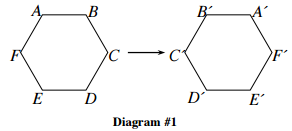 A B B´ A´
F C C´ F´
E D D´ E´
Diagram #1